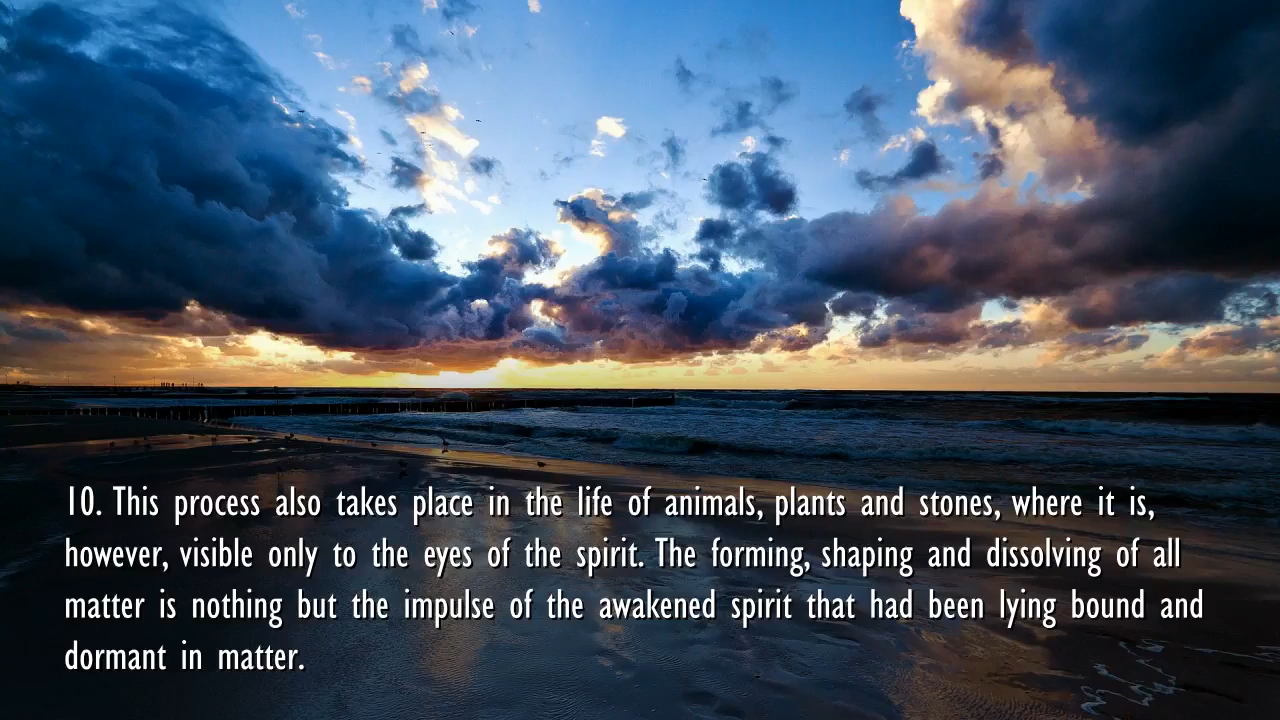 10. This process also takes place in the life of animals, plants and stones, where it is,
however, visible only to the eyes of the spirit. The forming, shaping and dissolving of all
matter is nothing but the impulse of the awakened spirit that had been lying bound and
dormant in matter.